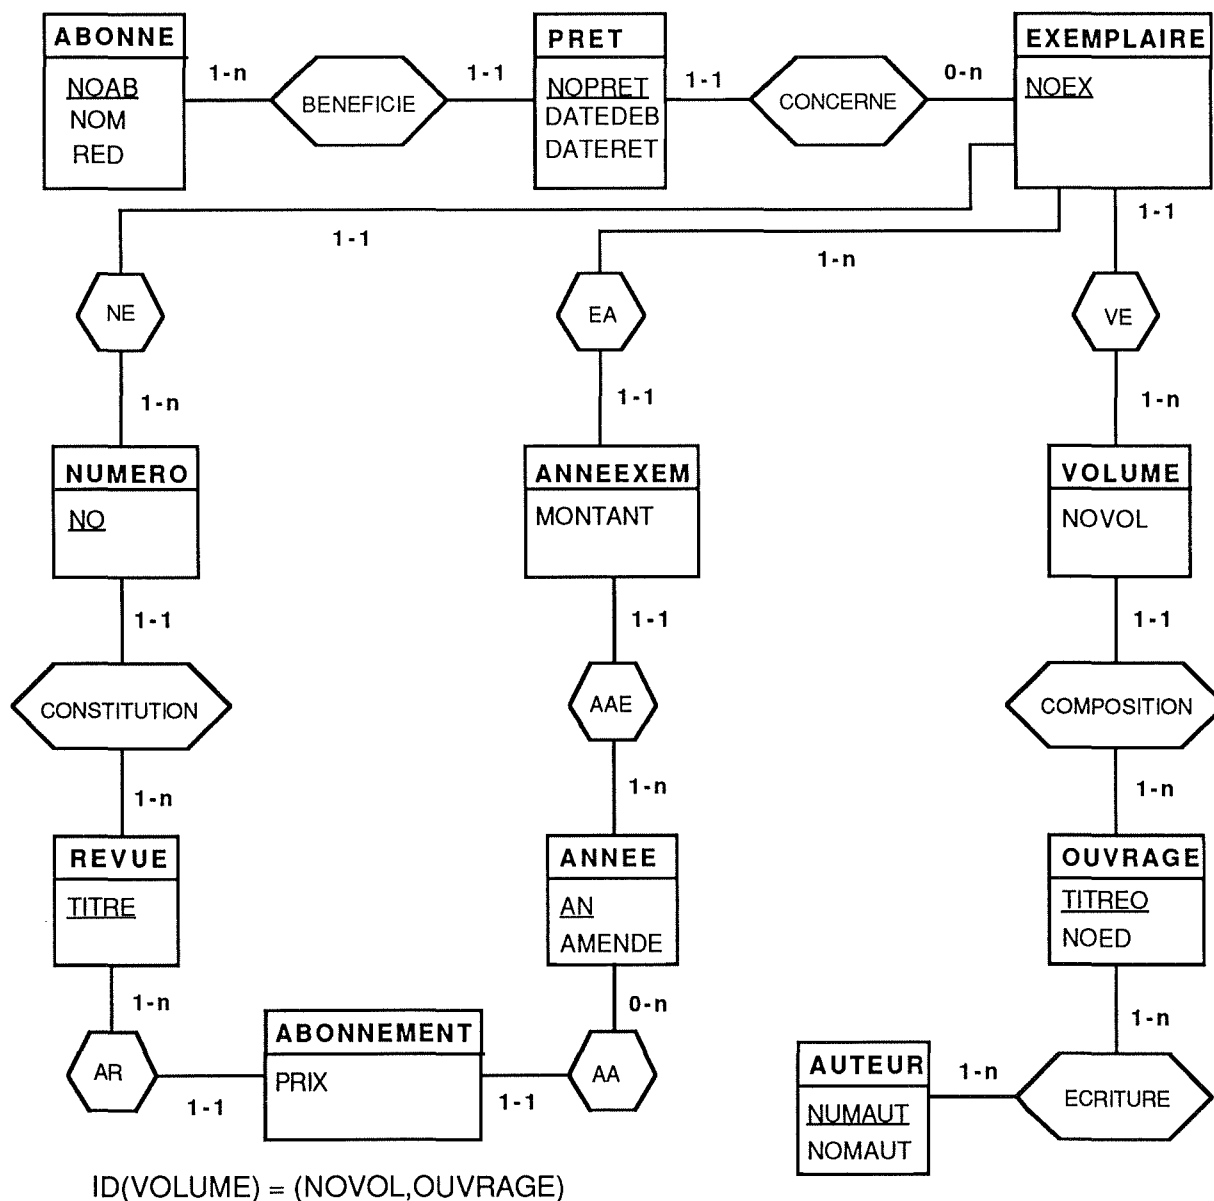 ABONNE
NOAB
NOM
RED
1-n
BENEFICIE
1-1
PRET
NOPRET
DATEDEB
DATERET
1-1
CONCERNE
0-n
EXEMPLAIRE
NOEX
1-1
1-n
1-1
NE
EA
VE
1-n
1-1
1-n
NUMERO
NO
ANNEEXEM
MONTANT
VOLUME
NOVOL
1-1
1-1
1-1
CONSTITUTION
AAE
COMPOSITION
1-n
1-n
1-n
REVUE
TITRE
ANNEE
AN
AMENDE
OUVRAGE
TITREO
NOED
1-n
0-n
1-n
AR
1-1
ABONNEMENT
PRIX
1-1
AA
AUTEUR
NUMAUT
NOMAUT
1-n
ECRITURE
ID(VOLUME) = (NOVOL,OUVRAGE)